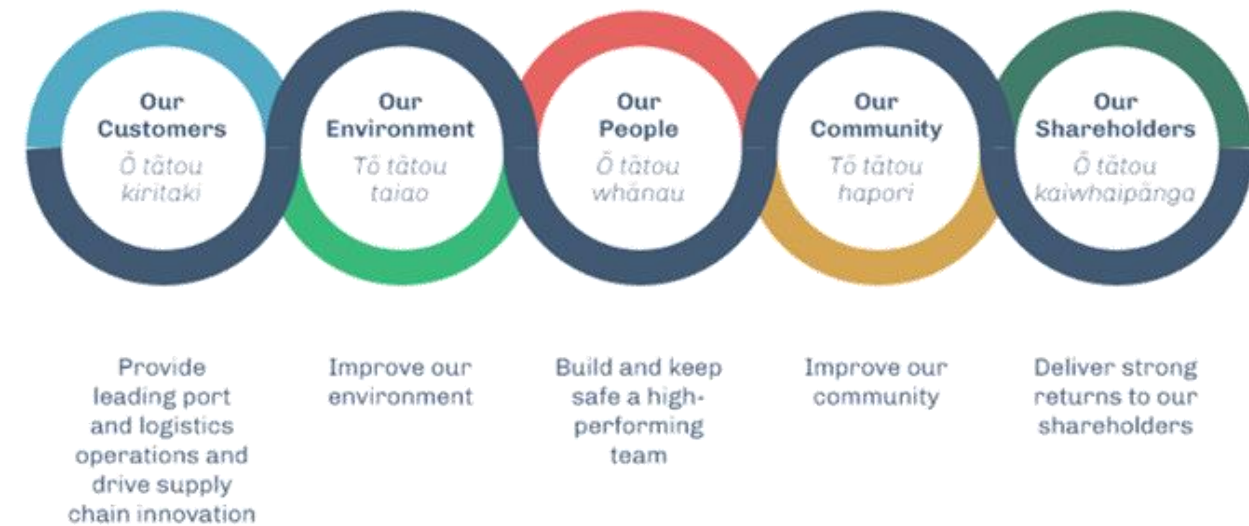 Our
Customers
Ō tātou
kiritaki
Our
Environment
Tō tātou
taiao
Our
People
Ō tātou
whānau
Our
Community
Tō tātou
hapori
Our
Shareholders
Ō tātou
kaiwhaipānga
Provide
leading port
and logistics
operations and
drive supply
chain innovation
Improve our
environment
Build and keep
safe a high-
performing
team
Improve our
community
Deliver strong
returns to our
shareholders